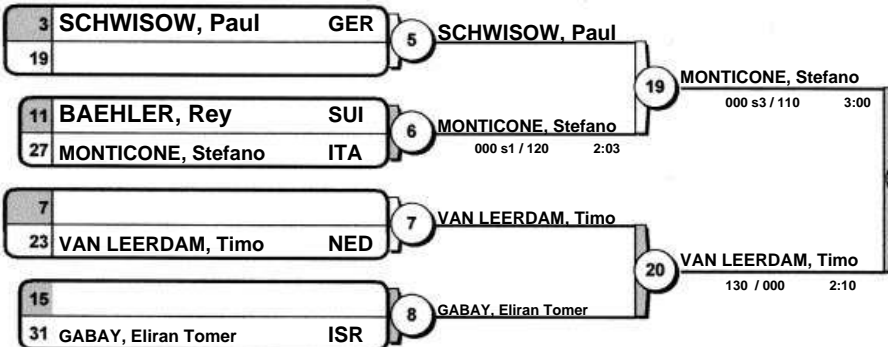 3 SCHWISOW, Paul GER
19
5
SCHWISOW, Paul
11 BAEHLER, Rey SUI
27 MONTICONE, Stefano ITA
6
MONTICONE, Stefano
000 s1 / 120 2:03
19
MONTICONE, Stefano
000 s3 / 110 3:00
7
23 VAN LEERDAM, Timo NED
7
VAN LEERDAM, Timo
15
31 GABAY, Eliran Tomer ISR
8
GABAY, Eliran Tomer
20
VAN LEERDAM, Timo
130 / 000 2:10